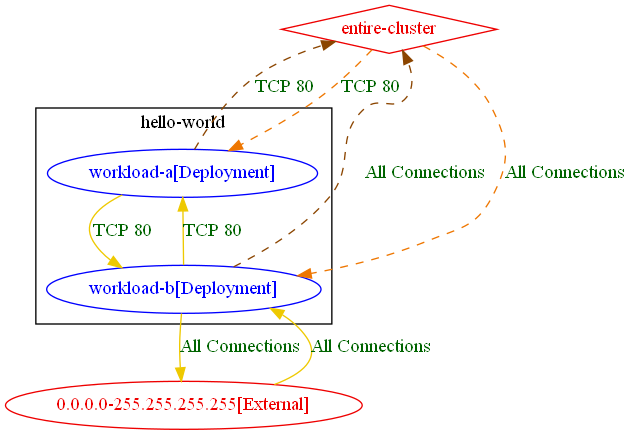 entire-cluster
TCP 80
TCP 80
hello-world
workload-a[Deployment]
All Connections
All Connections
TCP 80
TCP 80
workload-b[Deployment]
All Connections
All Connections
0.0.0.0-255.255.255.255[External]